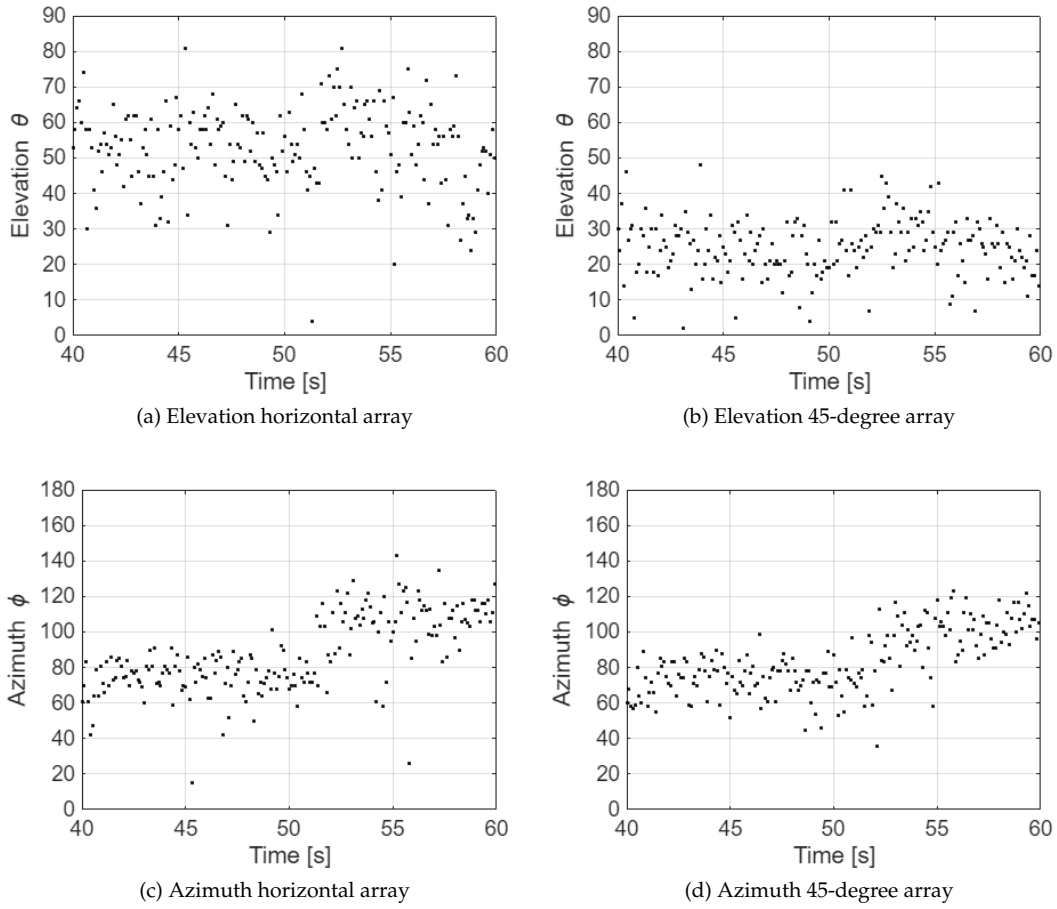 90
80
70
60
50
40
30
20
10
0
Elevation θ
40 45 50 55 60
Time [s]
(a) Elevation horizontal array
90
80
70
60
50
40
30
20
10
0
Elevation θ
40 45 50 55 60
Time [s]
(b) Elevation 45-degree array
180
160
140
120
100
80
60
40
20
0
Azimuth ϕ
40 45 50 55 60
Time [s]
(c) Azimuth horizontal array
180
160
140
120
100
80
60
40
20
0
Azimuth ϕ
40 45 50 55 60
Time [s]
(d) Azimuth 45-degree array